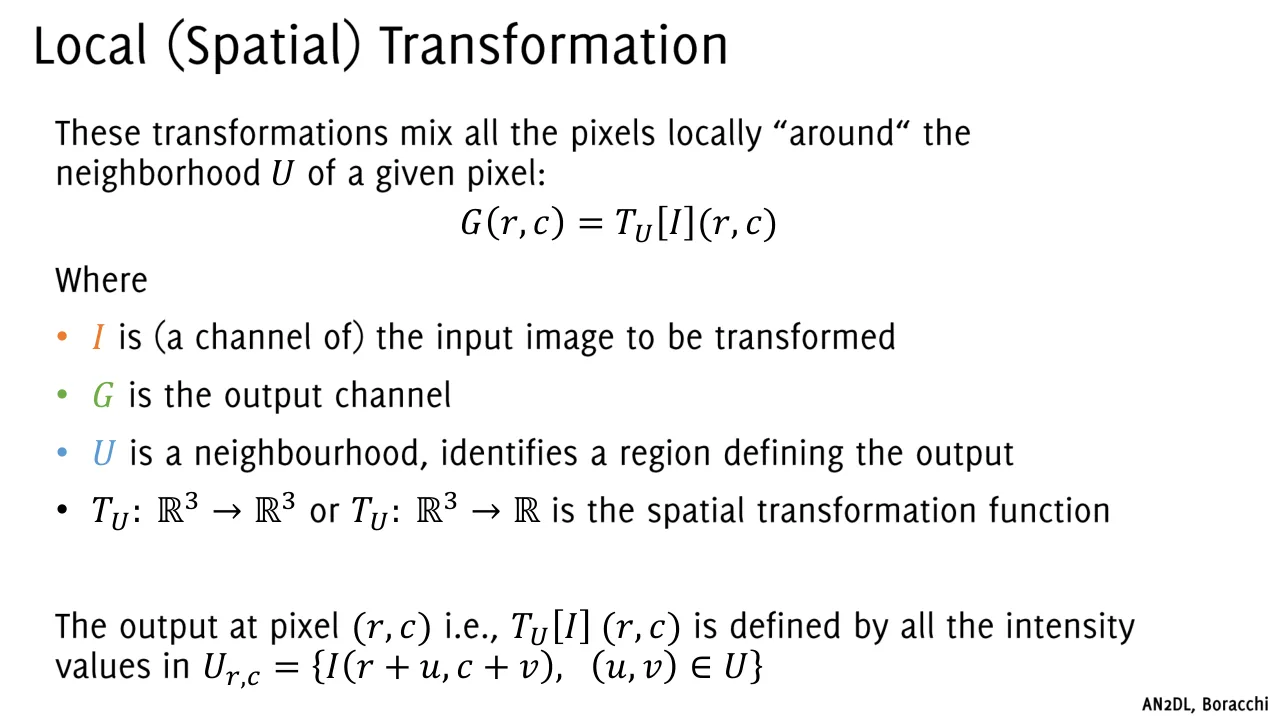 Local (Spatial) Transformation
These transformations mix all the pixels locally “around“ the
neighborhood U of a given pixel:
G(r, c) = T_U[I](r, c)
Where
• I is (a channel of) the input image to be transformed
• G is the output channel
• U is a neighbourhood, identifies a region defining the output
• T_U: ℝ³ → ℝ³ or T_U: ℝ³ → ℝ is the spatial transformation function
The output at pixel (r, c) i.e., T_U[I] (r, c) is defined by all the intensity
values in U_{r,c} = {I(r + u, c + v), (u, v) ∈ U}
AN2DL, Boracchi